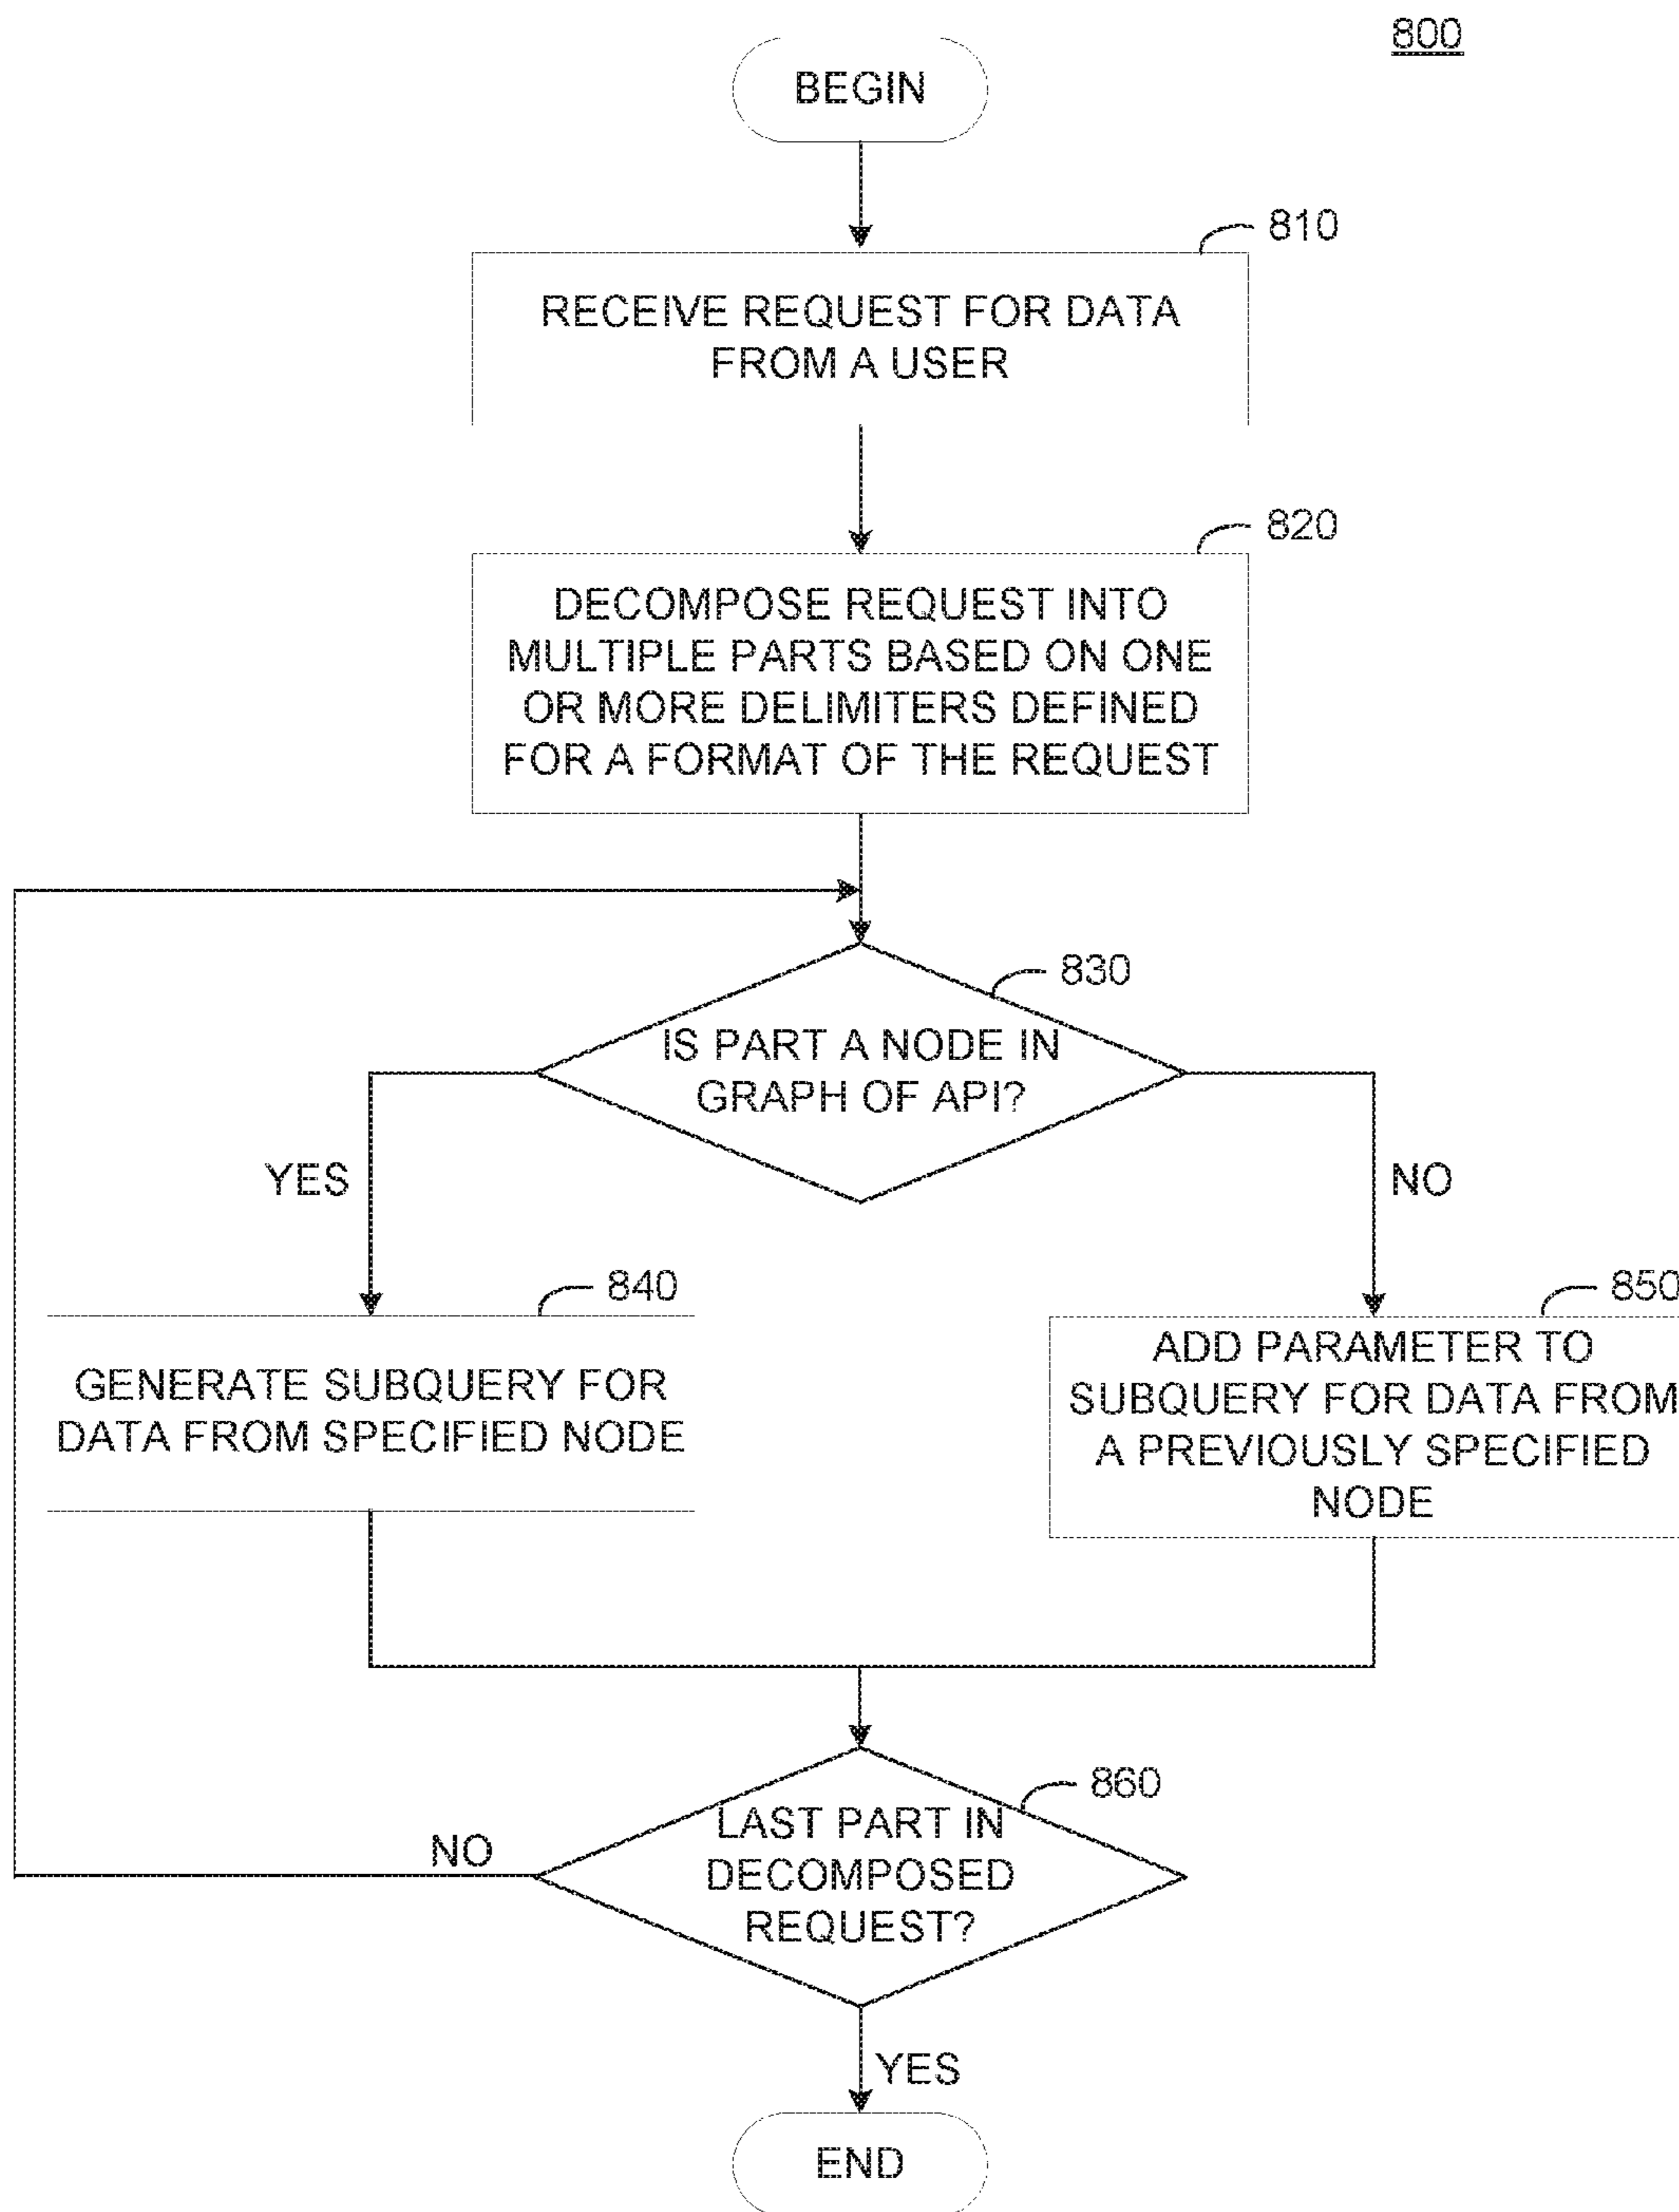 800
BEGIN
810
RECEIVE REQUEST FOR DATA
FROM A USER
820
DECOMPOSE REQUEST INTO
MULTIPLE PARTS BASED ON ONE
OR MORE DELIMITERS DEFINED
FOR A FORMAT OF THE REQUEST
830
IS PART A NODE IN
GRAPH OF API?
YES
NO
840
GENERATE SUBQUERY FOR
DATA FROM SPECIFIED NODE
850
ADD PARAMETER TO
SUBQUERY FOR DATA FROM
A PREVIOUSLY SPECIFIED
NODE
860
LAST PART IN
DECOMPOSED
REQUEST?
NO
YES
END